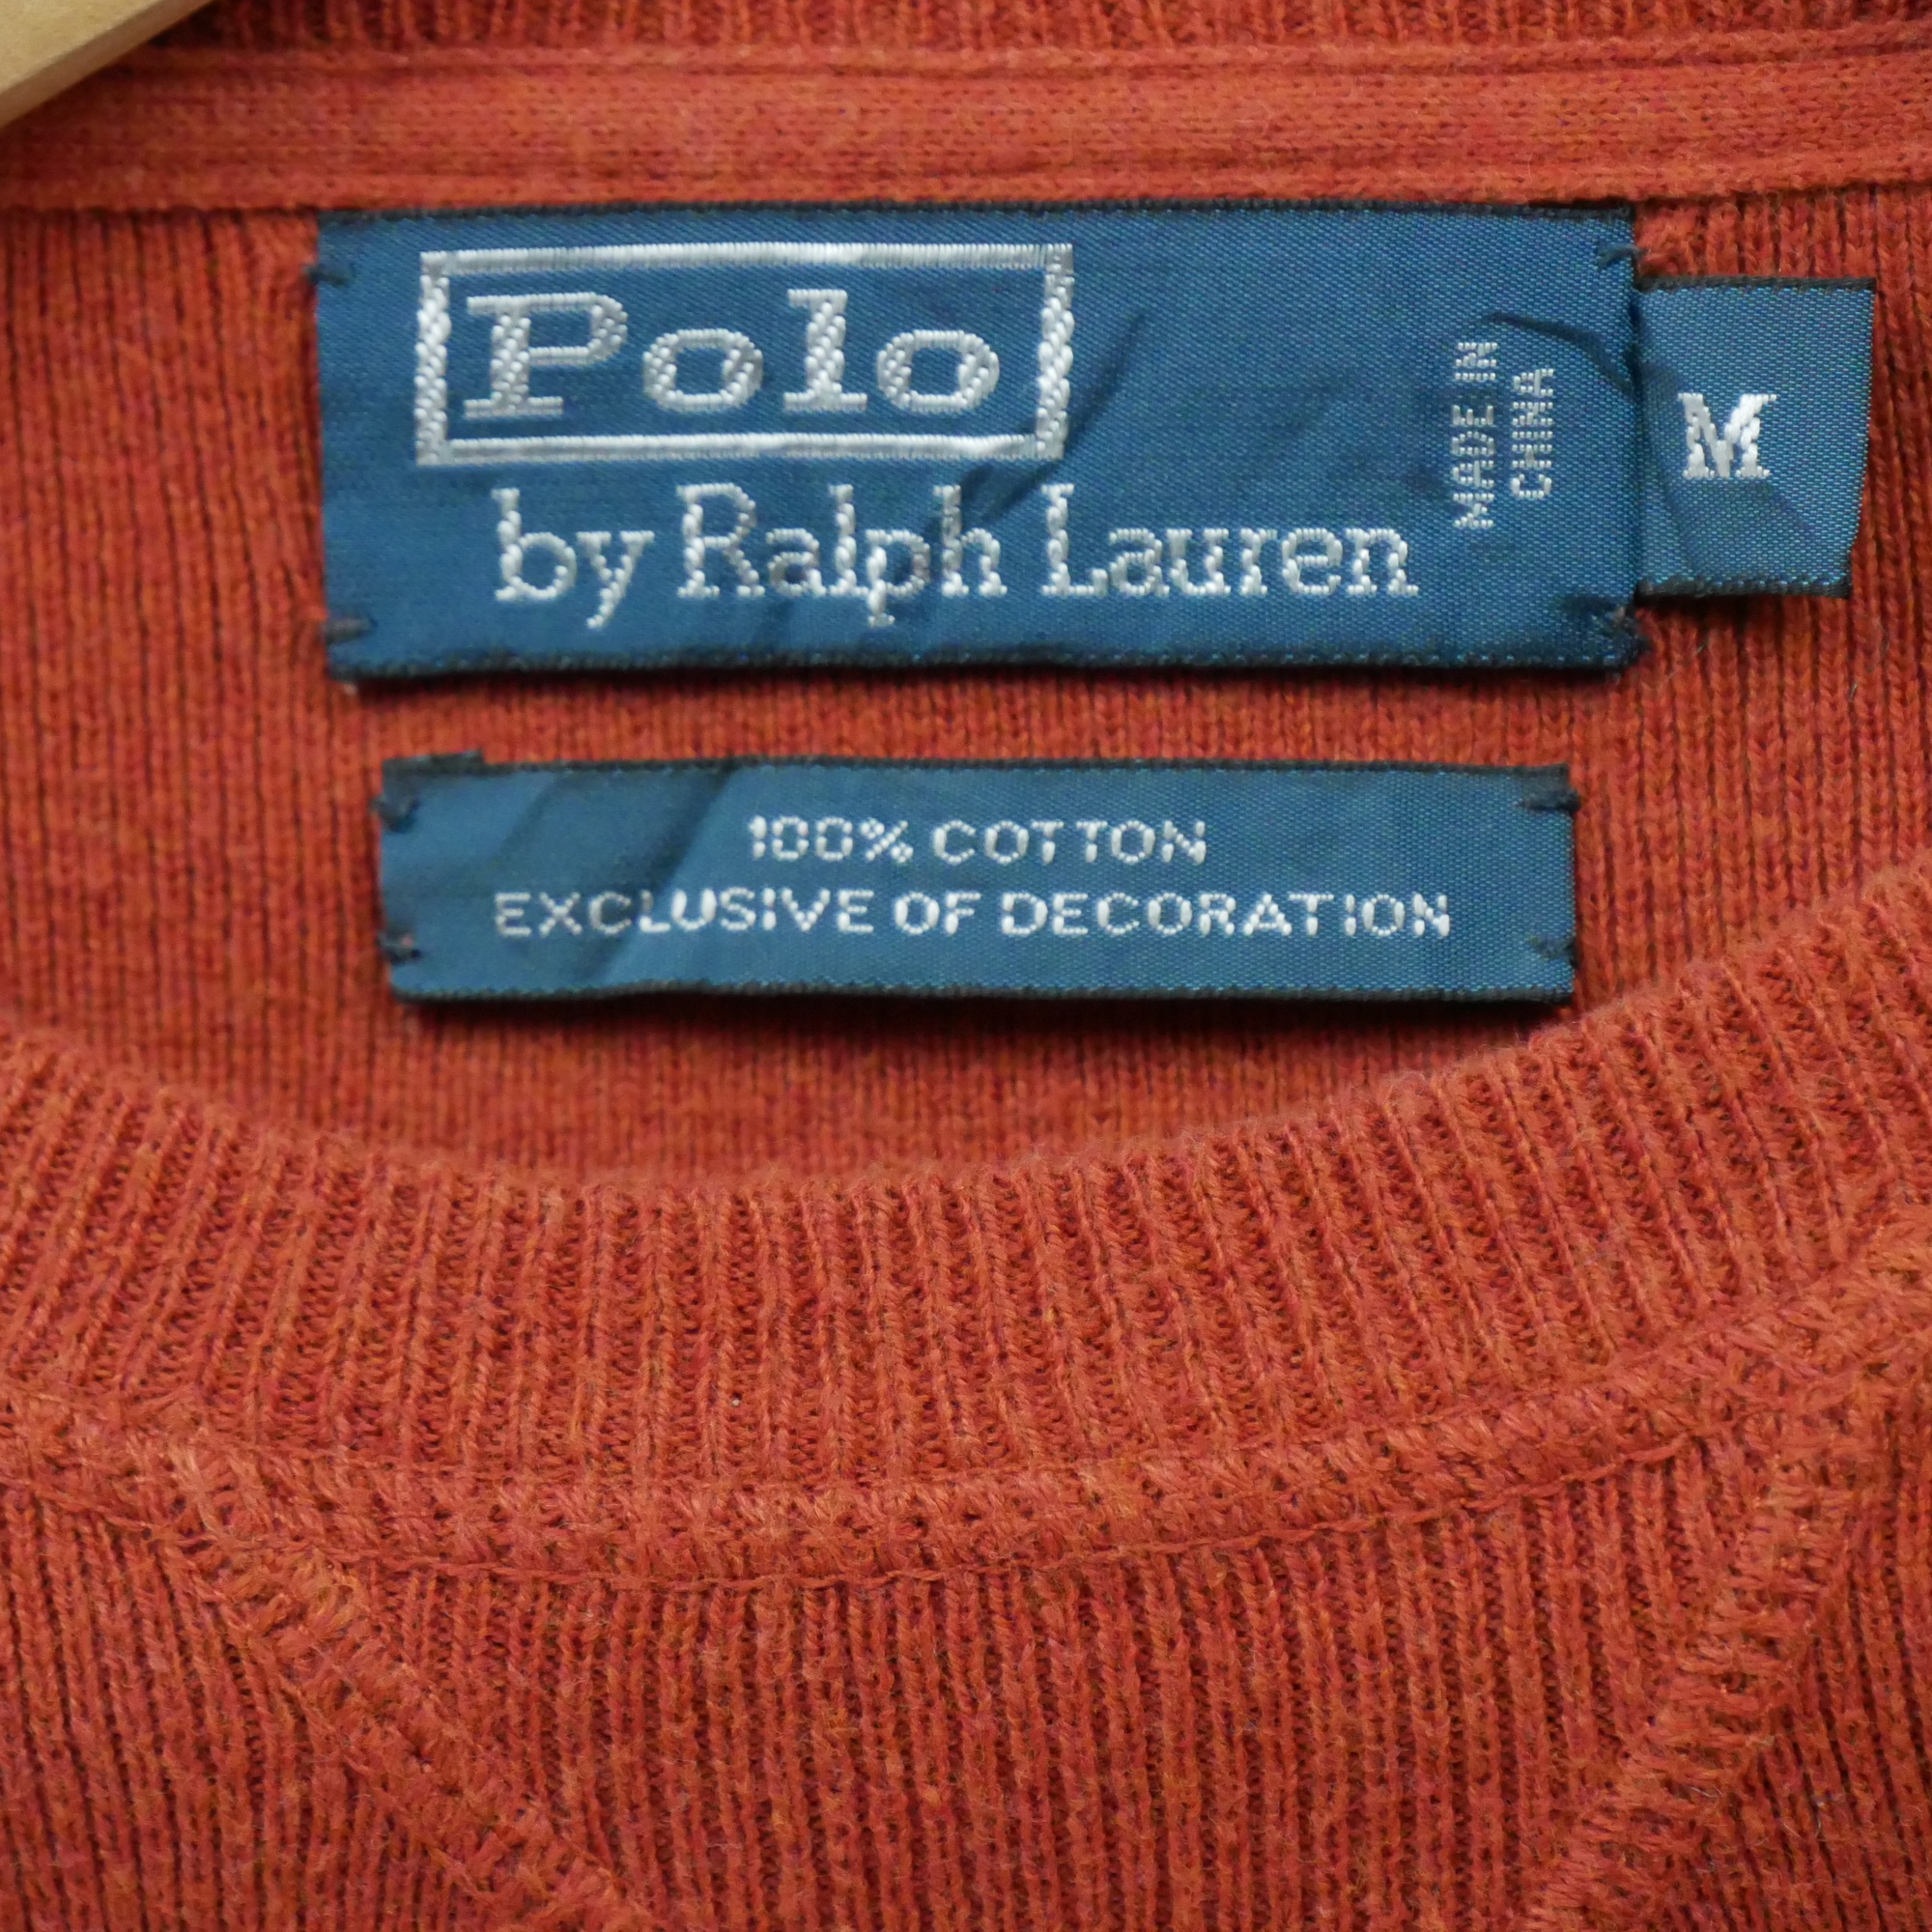 Polo
by Ralph Lauren
MADE IN
CHINA
M
100% COTTON
EXCLUSIVE OF DECORATION